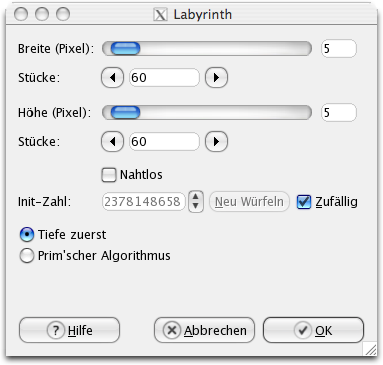 Labyrinth
Breite (Pixel): 5
Stücke: 60
Höhe (Pixel): 5
Stücke: 60
Nahtlos
Init-Zahl: 2378148658 Neu Würfeln Zufällig
Tiefe zuerst
Prim'scher Algorithmus
? Hilfe Abbrechen OK